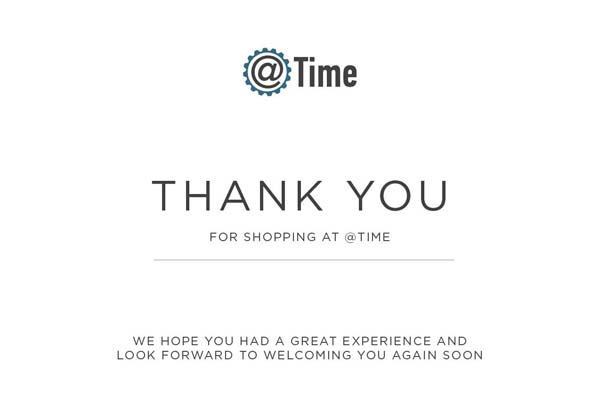 @Time
THANK YOU
FOR SHOPPING AT @TIME
WE HOPE YOU HAD A GREAT EXPERIENCE AND
LOOK FORWARD TO WELCOMING YOU AGAIN SOON